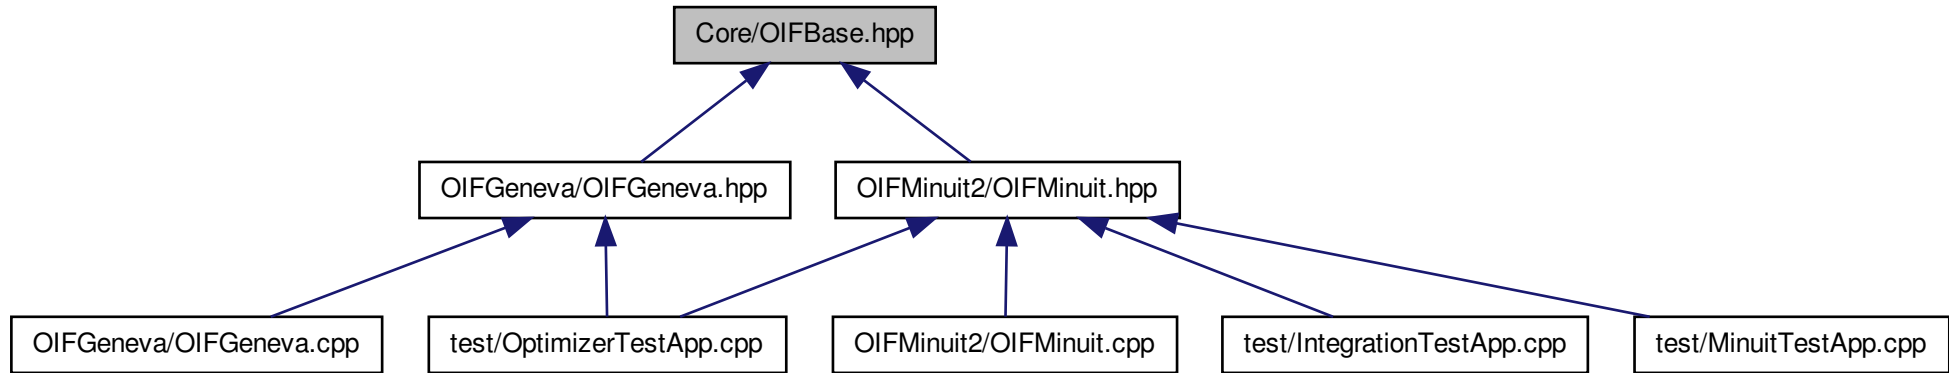 Core/OIFBase.hpp
OIFGeneva/OIFGeneva.hpp
OIFMinuit2/OIFMinuit.hpp
OIFGeneva/OIFGeneva.cpp
test/OptimizerTestApp.cpp
OIFMinuit2/OIFMinuit.cpp
test/IntegrationTestApp.cpp
test/MinuitTestApp.cpp